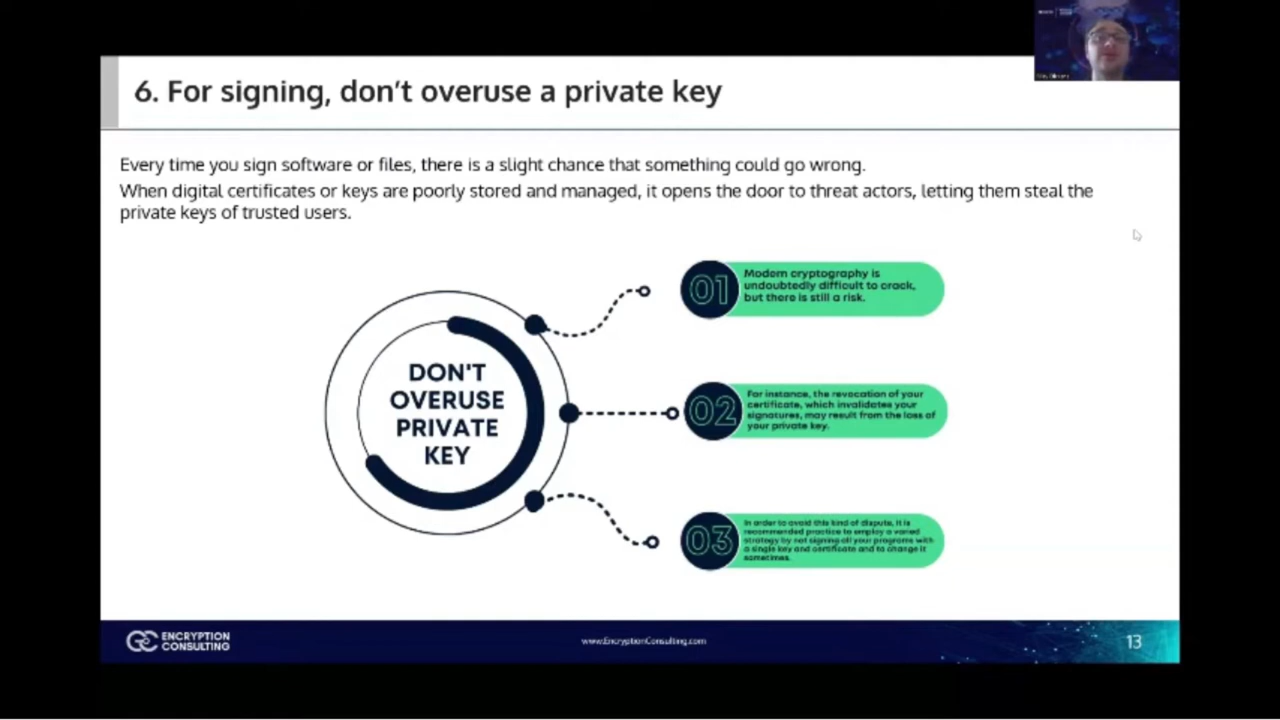 6. For signing, don't overuse a private key
Every time you sign software or files, there is a slight chance that something could go wrong.
When digital certificates or keys are poorly stored and managed, it opens the door to threat actors, letting them steal the
private keys of trusted users.
DON'T
OVERUSE
PRIVATE
KEY
01
Modern cryptography is
undoubtedly difficult to crack,
but there is still a risk.
02
For instance, the revocation of your
certificate, which invalidates your
signatures, may result from the loss of
your private key.
03
In order to avoid this kind of dispute, it is
recommended practice to employ a varied
strategy by not signing all your programs with
a single key and certificate and to change it
sometimes.
ENCRYPTION
CONSULTING
www.EncryptionConsulting.com
13